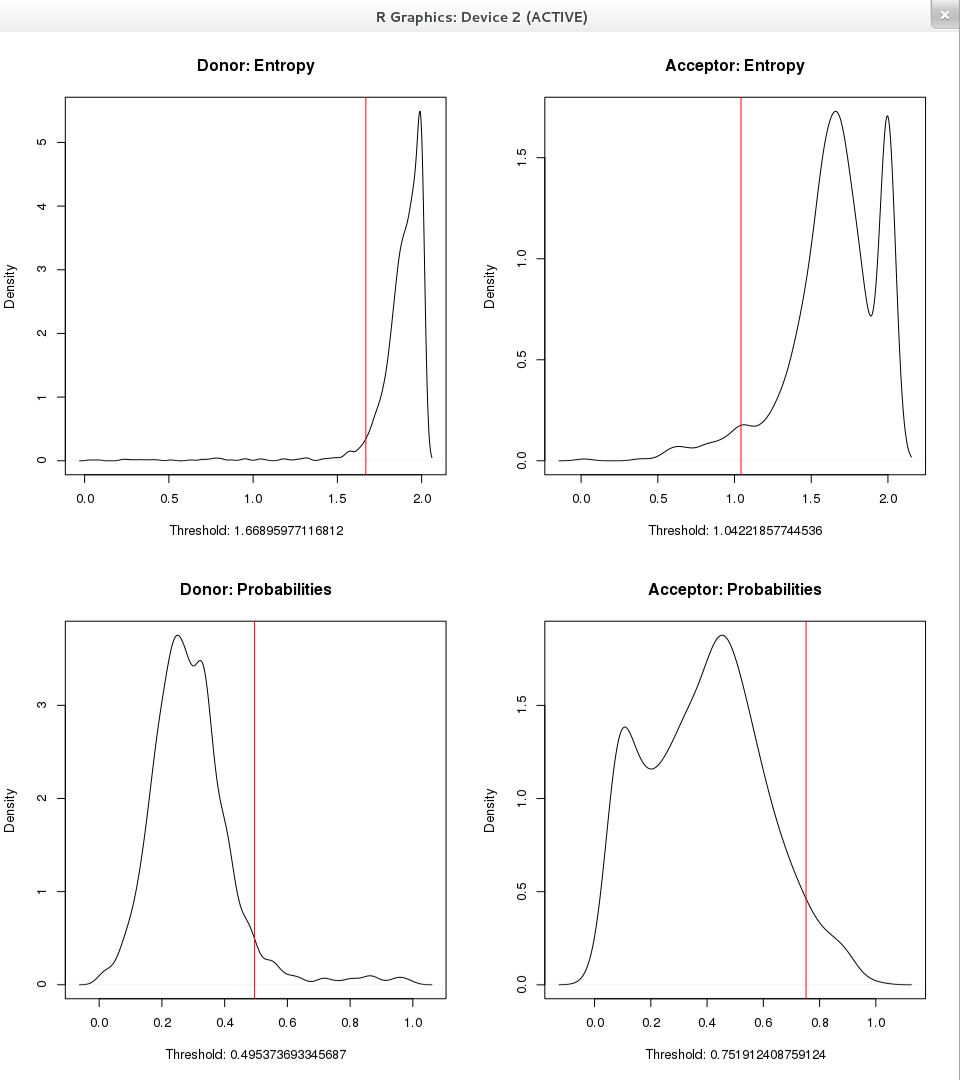 R Graphics: Device 2 (ACTIVE)
Donor: Entropy
Density
0 1 2 3 4 5
0.0 0.5 1.0 1.5 2.0
Threshold: 1.66895977116812
Acceptor: Entropy
Density
0.0 0.5 1.0 1.5
0.0 0.5 1.0 1.5 2.0
Threshold: 1.04221857744536
Donor: Probabilities
Density
0 1 2 3
0.0 0.2 0.4 0.6 0.8 1.0
Threshold: 0.495373693345687
Acceptor: Probabilities
Density
0.0 0.5 1.0 1.5
0.0 0.2 0.4 0.6 0.8 1.0
Threshold: 0.751912408759124